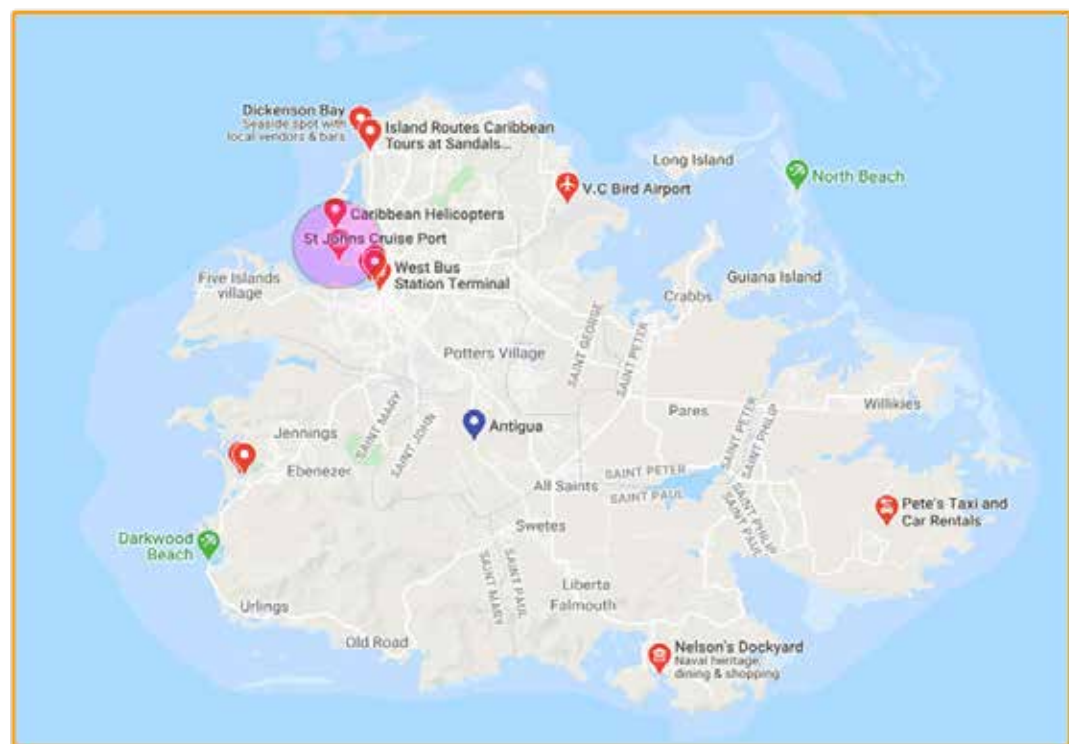 Dickenson Bay
Seaside spot with
local vendors & bars
Island Routes Caribbean
Tours at Sandals...
Long Island
North Beach
V.C Bird Airport
Caribbean Helicopters
St Johns Cruise Port
West Bus
Station Terminal
Five Islands
village
Guiana Island
Crabbs
Potters Village
SAINT GEORGE
SAINT PETER
Willikies
Pares
SAINT MARY
SAINT JOHN
Antigua
SAINT PETER
SAINT PHILIP
Jennings
Ebenezer
SAINT PETER
SAINT PAUL
All Saints
Pete's Taxi and
Car Rentals
SAINT PHILIP
SAINT PAUL
Swetes
Darkwood
Beach
SAINT MARY
SAINT PAUL
Liberta
Falmouth
Urlings
Old Road
Nelson's Dockyard
Naval heritage,
dining & shopping